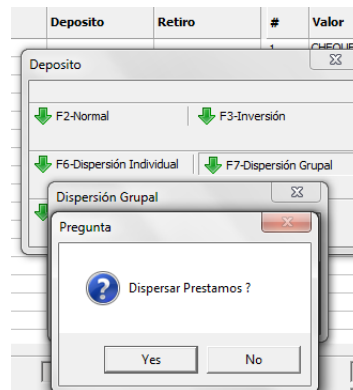 Deposito Retiro # Valor
1 CHEQUE
Deposito
F2-Normal F3-Inversión
F6-Dispersión Individual F7-Dispersión Grupal
Dispersión Grupal
Pregunta
Dispersar Prestamos ?
Yes No